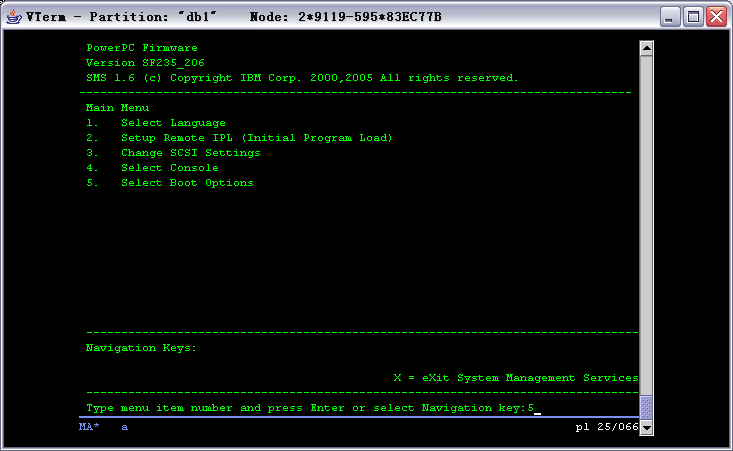 VTerm - Partition: "db1"    Node: 2*9119-595*83EC77B
PowerPC Firmware
Version SF235_206
SMS 1.6 (c) Copyright IBM Corp. 2000,2005 All rights reserved.
-------------------------------------------------------------------------------
Main Menu
1.   Select Language
2.   Setup Remote IPL (Initial Program Load)
3.   Change SCSI Settings
4.   Select Console
5.   Select Boot Options
-------------------------------------------------------------------------------
Navigation Keys:
X = eXit System Management Services
-------------------------------------------------------------------------------
Type menu item number and press Enter or select Navigation key:5_
MA*   a   pl 25/066